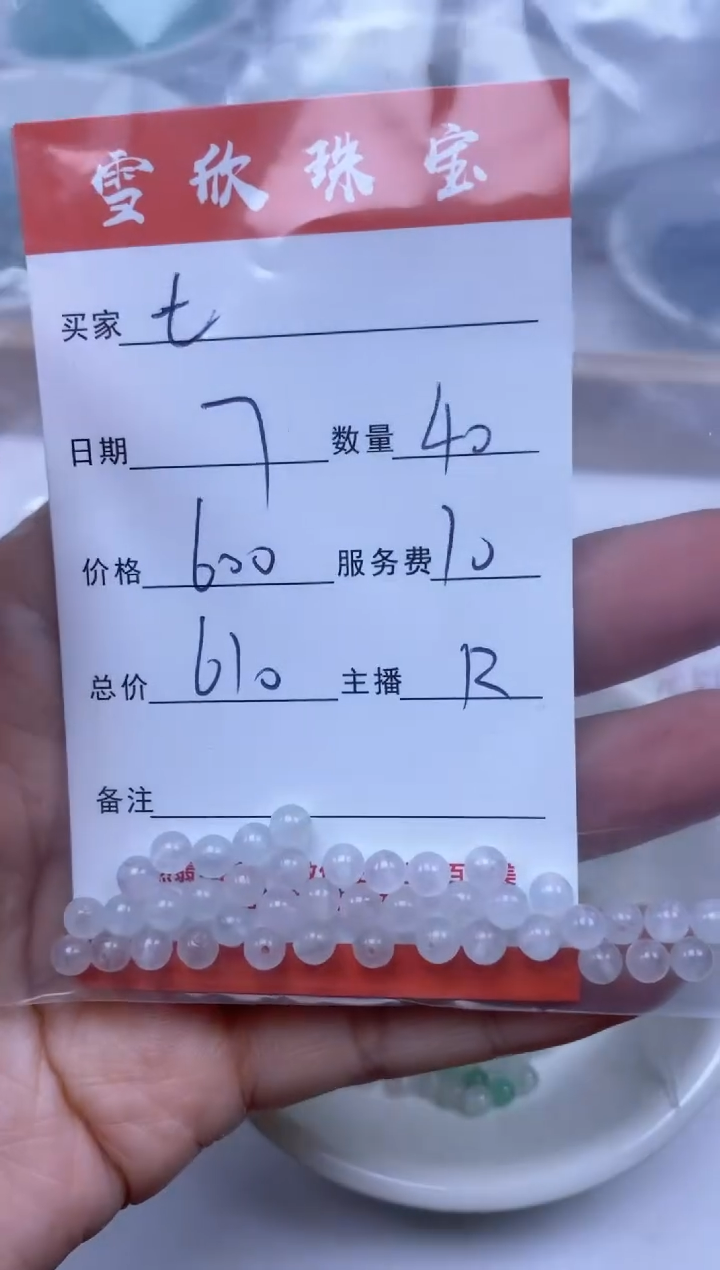 雪欣珠宝
买家 七
日期 7 数量 40
价格 600 服务费 10
总价 610 主播 R
备注